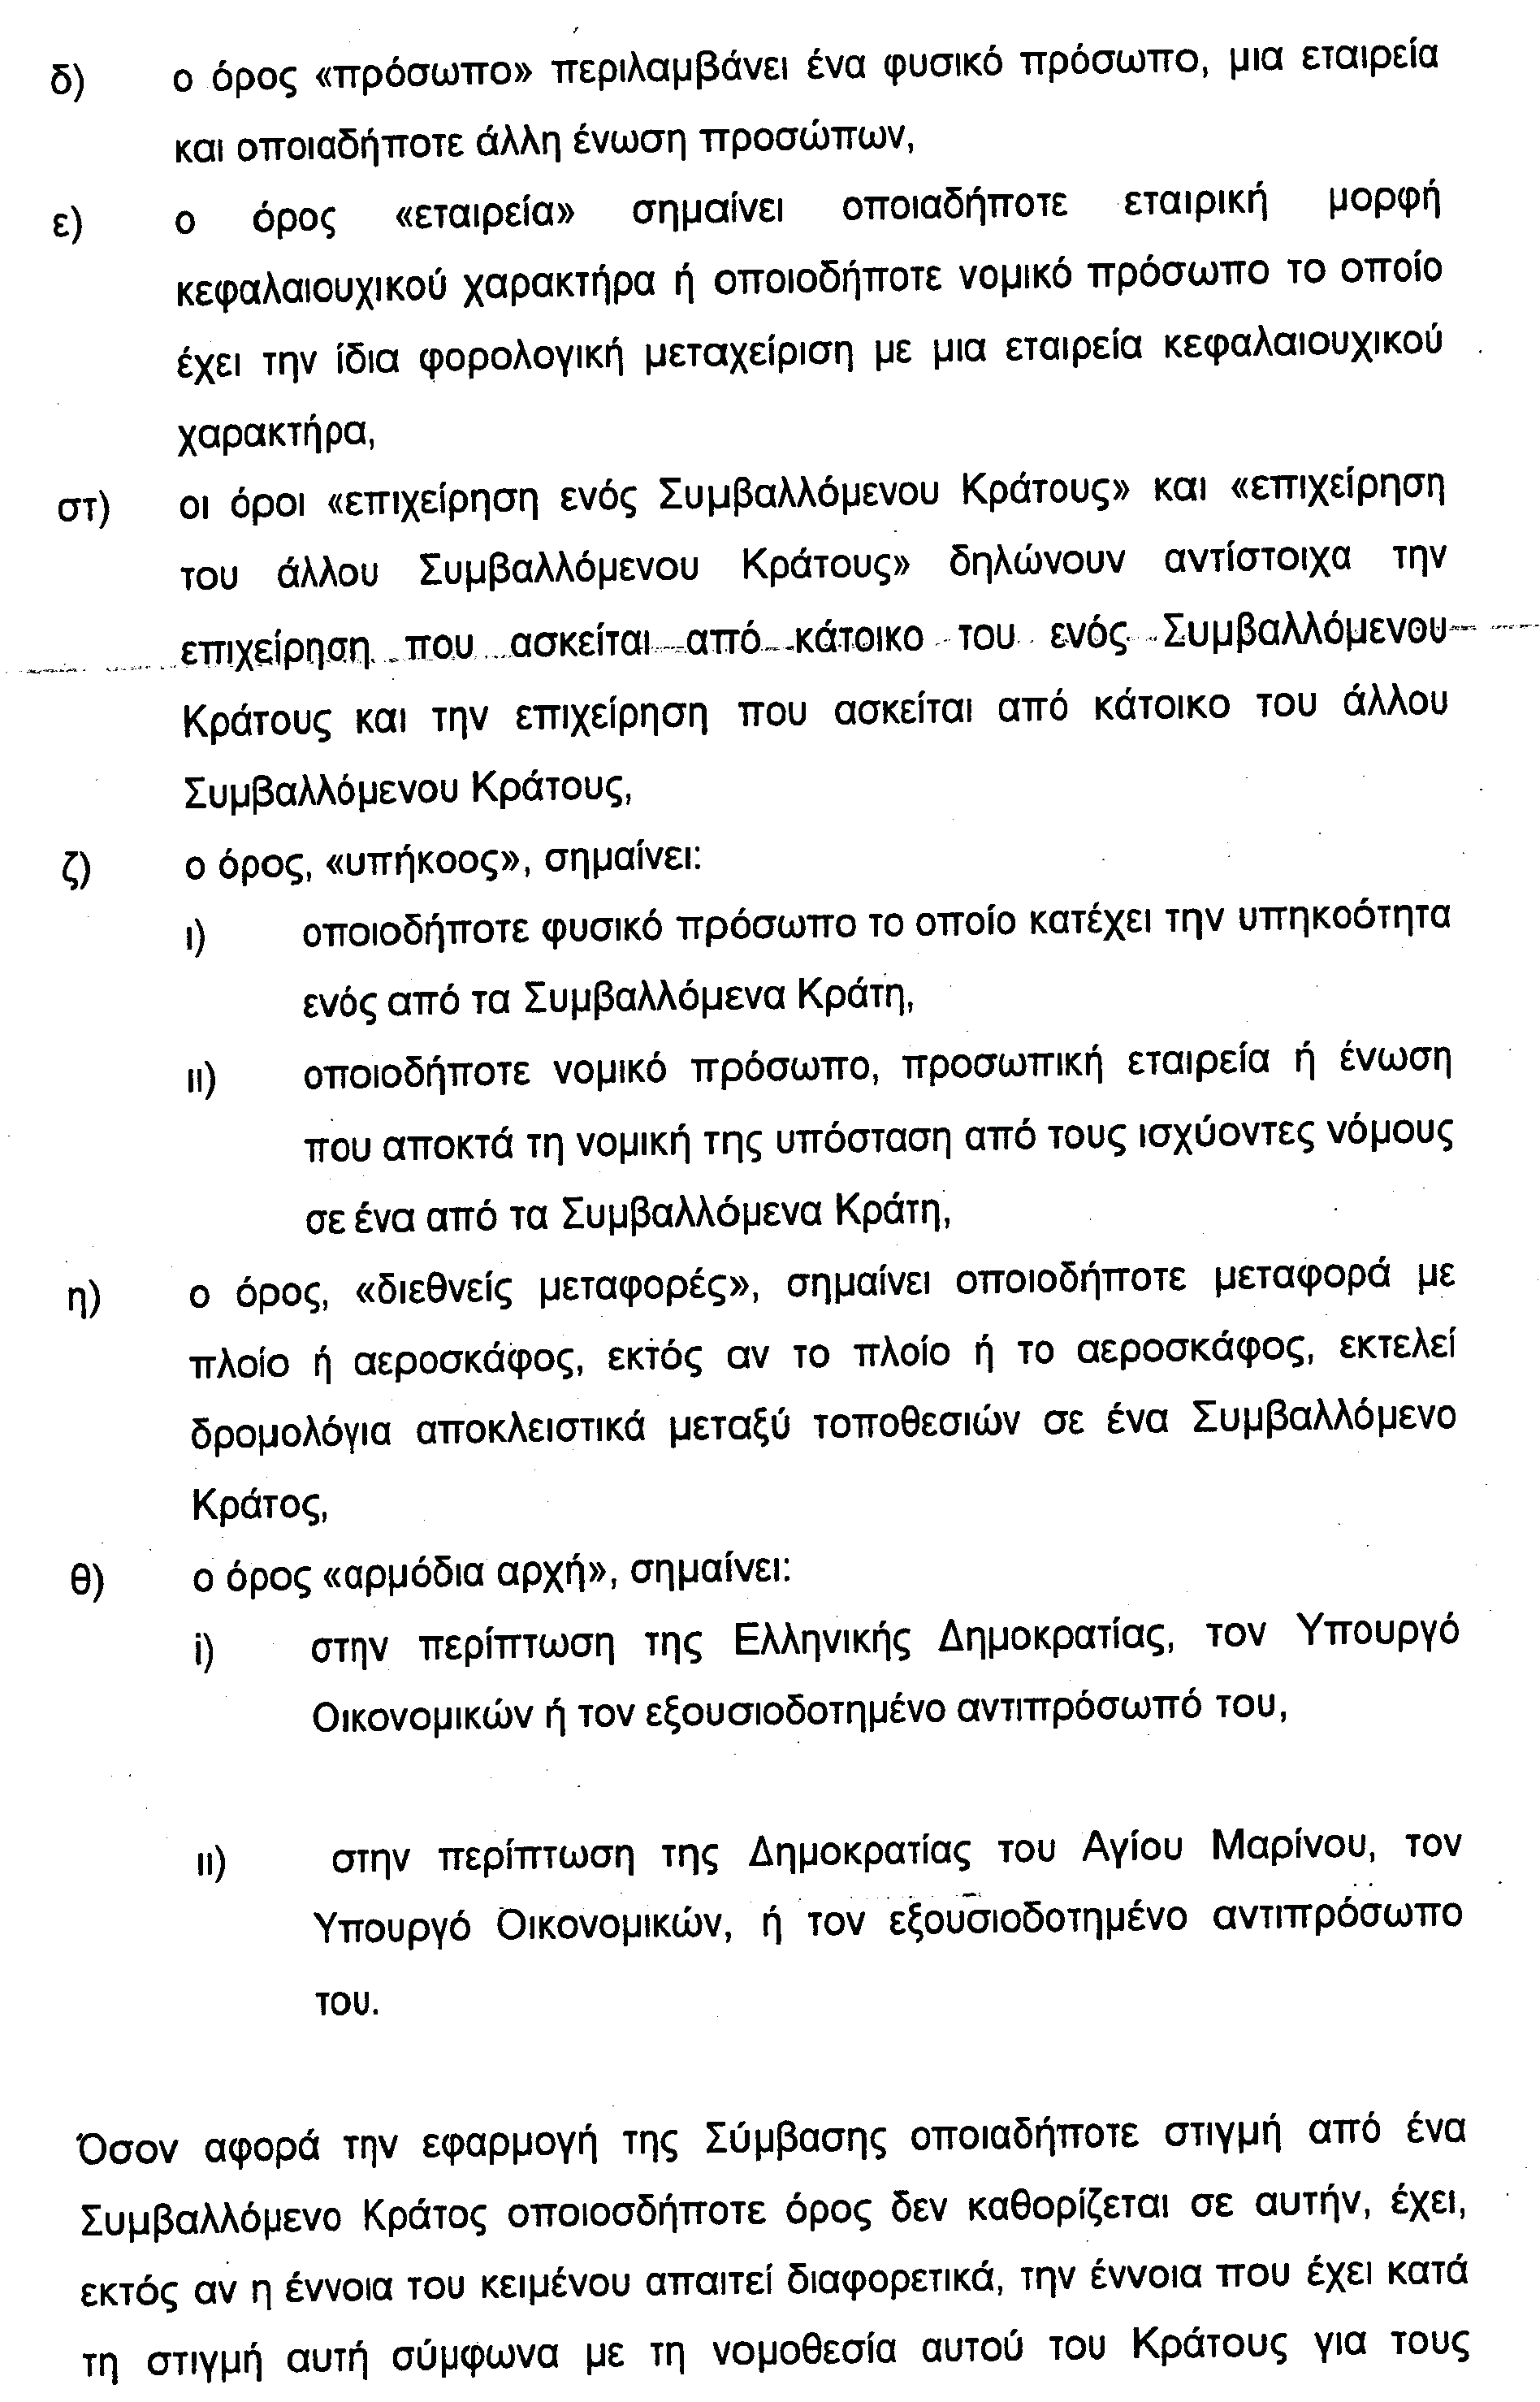 δ) ο όρος «πρόσωπο» περιλαμβάνει ένα φυσικό πρόσωπο, μια εταιρεία
και οποιαδήποτε άλλη ένωση προσώπων,
ε) ο όρος «εταιρεία» σημαίνει οποιαδήποτε εταιρική μορφή
κεφαλαιουχικού χαρακτήρα ή οποιοδήποτε νομικό πρόσωπο το οποίο
έχει την ίδια φορολογική μεταχείριση με μια εταιρεία κεφαλαιουχικού
χαρακτήρα,
στ) οι όροι «επιχείρηση ενός Συμβαλλόμενου Κράτους» και «επιχείρηση
του άλλου Συμβαλλόμενου Κράτους» δηλώνουν αντίστοιχα την
επιχείρηση που ασκείται από κάτοικο του ενός Συμβαλλόμενου
Κράτους και την επιχείρηση που ασκείται από κάτοικο του άλλου
Συμβαλλόμενου Κράτους,
ζ) ο όρος, «υπήκοος», σημαίνει:
ι) οποιοδήποτε φυσικό πρόσωπο το οποίο κατέχει την υπηκοότητα
ενός από τα Συμβαλλόμενα Κράτη,
ιι) οποιοδήποτε νομικό πρόσωπο, προσωπική εταιρεία ή ένωση
που αποκτά τη νομική της υπόσταση από τους ισχύοντες νόμους
σε ένα από τα Συμβαλλόμενα Κράτη,
η) ο όρος, «διεθνείς μεταφορές», σημαίνει οποιοδήποτε μεταφορά με
πλοίο ή αεροσκάφος, εκτός αν το πλοίο ή το αεροσκάφος, εκτελεί
δρομολόγια αποκλειστικά μεταξύ τοποθεσιών σε ένα Συμβαλλόμενο
Κράτος,
θ) ο όρος «αρμόδια αρχή», σημαίνει:
i) στην περίπτωση της Ελληνικής Δημοκρατίας, τον Υπουργό
Οικονομικών ή τον εξουσιοδοτημένο αντιπρόσωπό του,
ιι) στην περίπτωση της Δημοκρατίας του Αγίου Μαρίνου, τον
Υπουργό Οικονομικών, ή τον εξουσιοδοτημένο αντιπρόσωπο
του.
Όσον αφορά την εφαρμογή της Σύμβασης οποιαδήποτε στιγμή από ένα
Συμβαλλόμενο Κράτος οποιοσδήποτε όρος δεν καθορίζεται σε αυτήν, έχει,
εκτός αν η έννοια του κειμένου απαιτεί διαφορετικά, την έννοια που έχει κατά
τη στιγμή αυτή σύμφωνα με τη νομοθεσία αυτού του Κράτους για τους